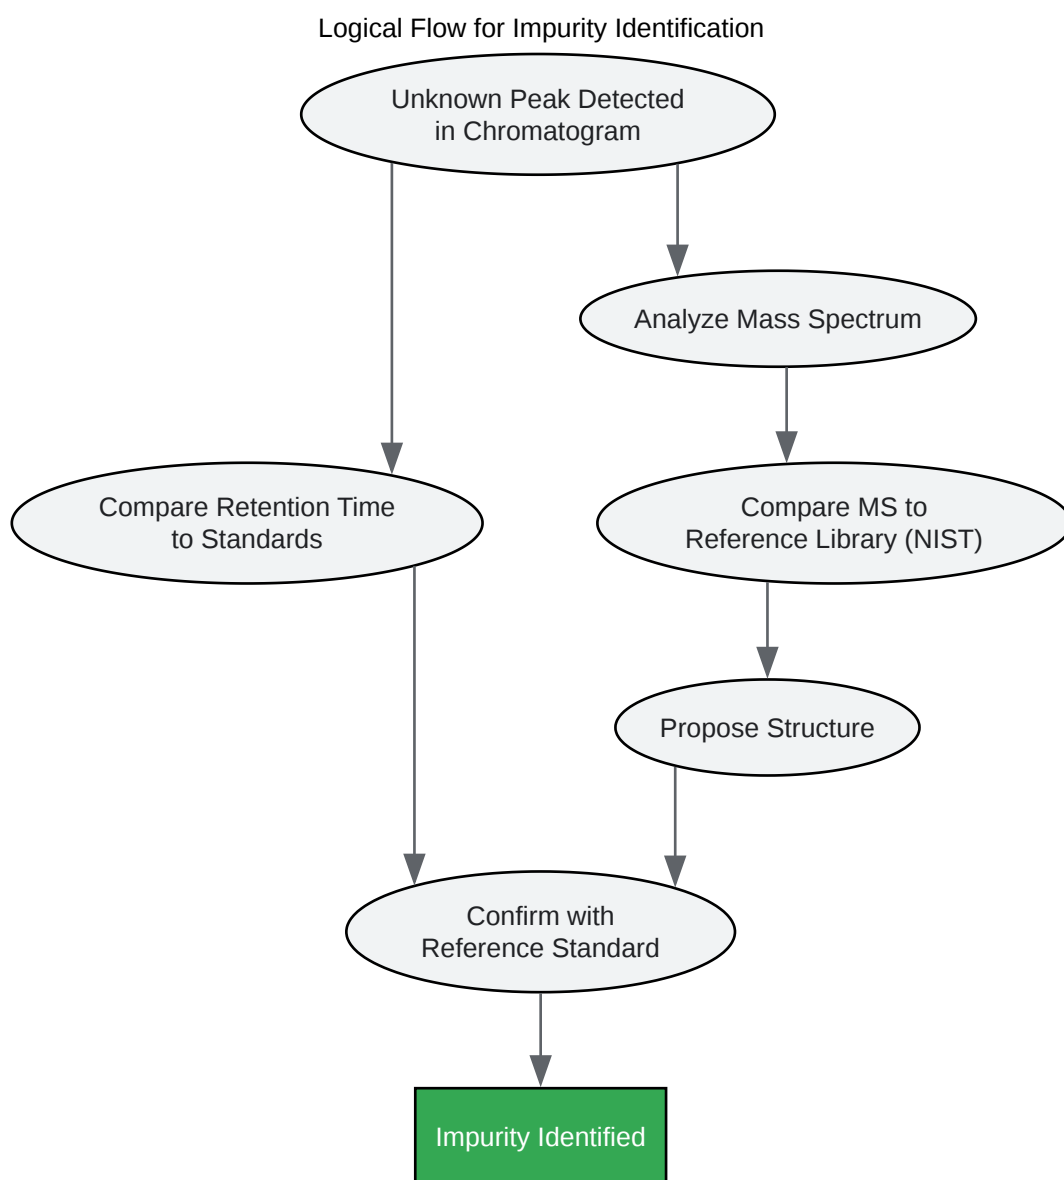 Logical Flow for Impurity Identification
Unknown Peak Detected
in Chromatogram
Analyze Mass Spectrum
Compare Retention Time
to Standards
Compare MS to
Reference Library (NIST)
Propose Structure
Confirm with
Reference Standard
Impurity Identified